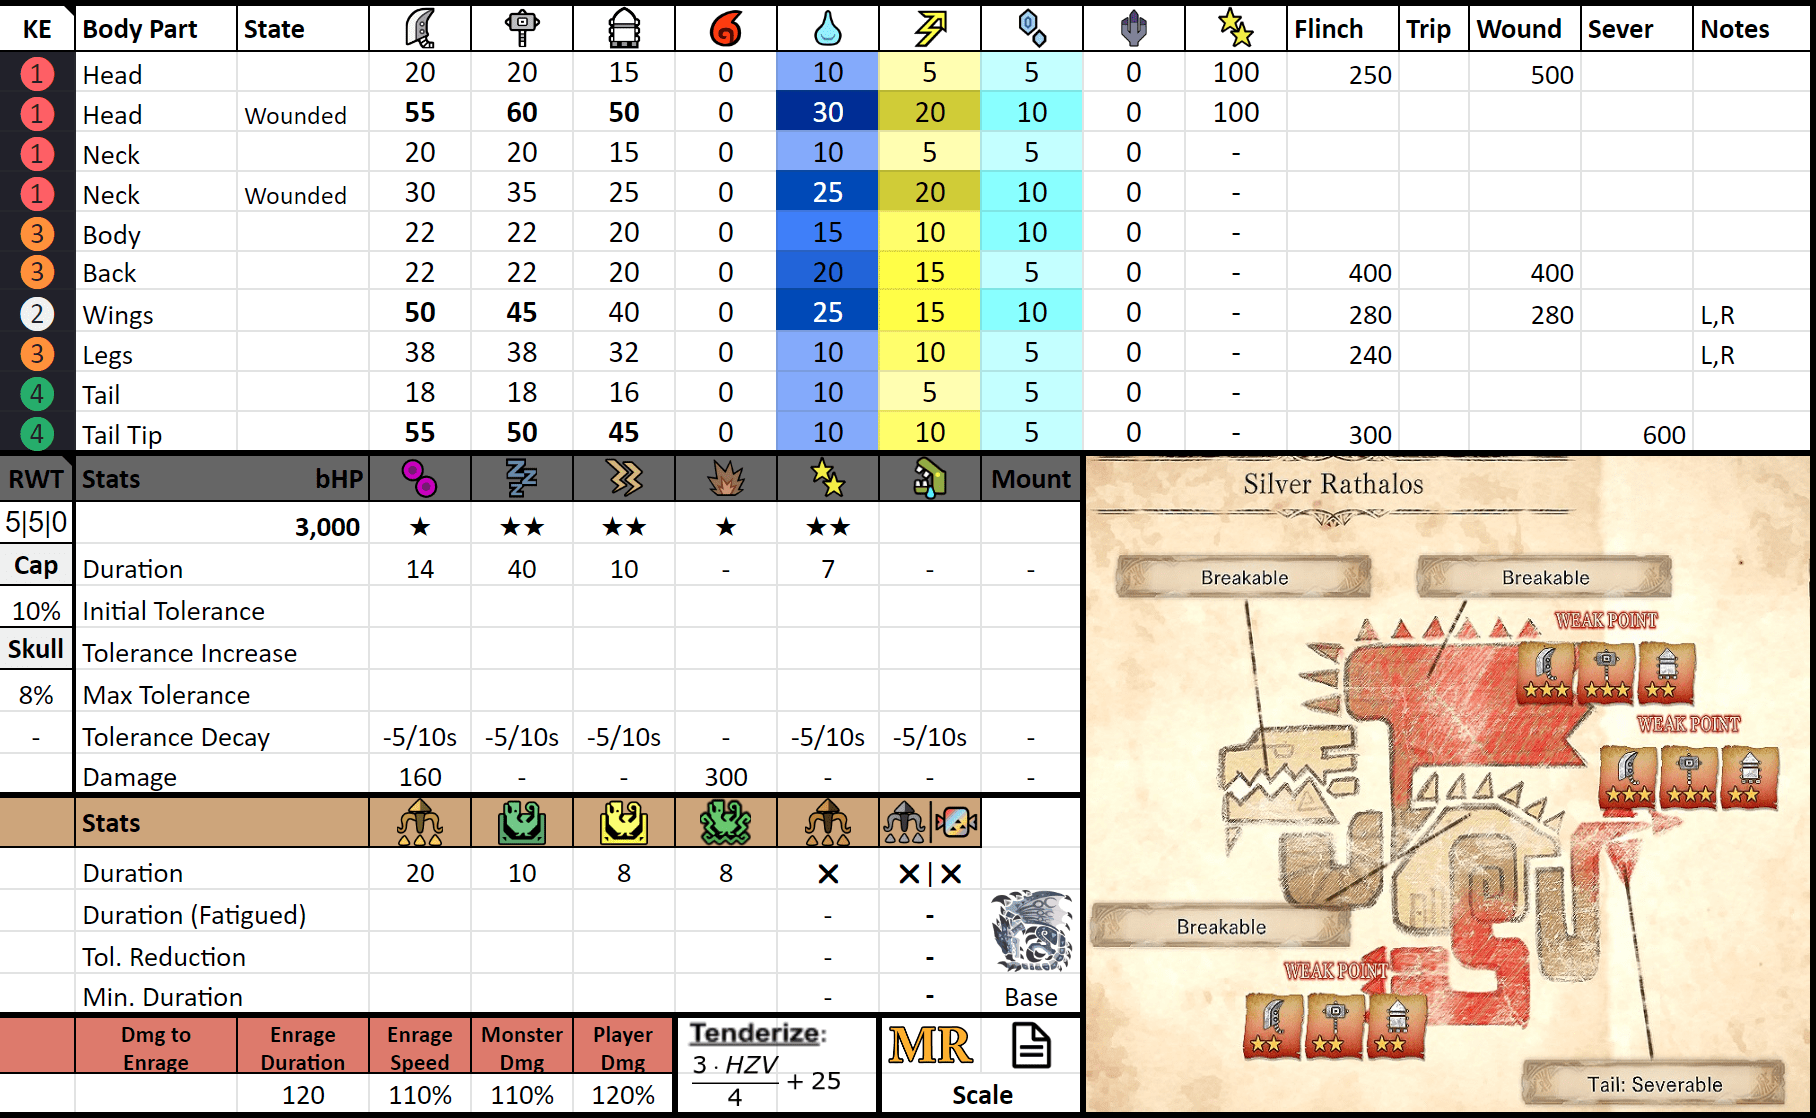 KE Body Part State Flinch Trip Wound Sever Notes
1 Head 20 20 15 0 10 5 5 0 100 250 500
1 Head Wounded 55 60 50 0 30 20 10 0 100
1 Neck 20 20 15 0 10 5 5 0 -
1 Neck Wounded 30 35 25 0 25 20 10 0 -
3 Body 22 22 20 0 15 10 10 0 -
3 Back 22 22 20 0 20 15 5 0 - 400 400
2 Wings 50 45 40 0 25 15 10 0 - 280 280 L,R
3 Legs 38 38 32 0 10 10 5 0 - 240 L,R
4 Tail 18 18 16 0 10 5 5 0 -
4 Tail Tip 55 50 45 0 10 10 5 0 - 300 600
RWT Stats bHP Mount
5|5|0 3,000 ★ ★★ ★★ ★ ★★
Cap Duration 14 40 10 - 7 - -
10% Initial Tolerance
Skull Tolerance Increase
8% Max Tolerance
- Tolerance Decay -5/10s -5/10s -5/10s - -5/10s -5/10s -
Damage 160 - - 300 - - -
Stats
Duration 20 10 8 8 ✕ ✕|✕
Duration (Fatigued) - -
Tol. Reduction - -
Min. Duration - - Base
Dmg to Enrage Enrage Duration Enrage Speed Monster Dmg Player Dmg
120 110% 110% 120%
Tenderize:
3 · HZV
4
+ 25
MR
Scale
Silver Rathalos
Breakable
Breakable
WEAK POINT
WEAK POINT
Breakable
WEAK POINT
Tail: Severable